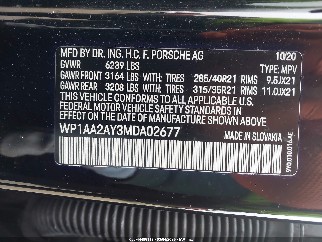 MFD BY DR. ING. H.C. F. PORSCHE AG 10/20
GVWR 6239 LBS TYPE: MPV
GAWR FRONT 3164 LBS WITH TIRES 285/40R21 RIMS 9.5JX21
GAWR REAR 3208 LBS WITH TIRES 315/35R21 RIMS 11.0JX21
THIS VEHICLE CONFORMS TO ALL APPLICABLE U.S.
FEDERAL MOTOR VEHICLE SAFETY STANDARDS IN
EFFECT ON THE DATE OF MANUFACTURE SHOWN ABOVE.
WP1AA2AY3MDA02677
MADE IN SLOVAKIA